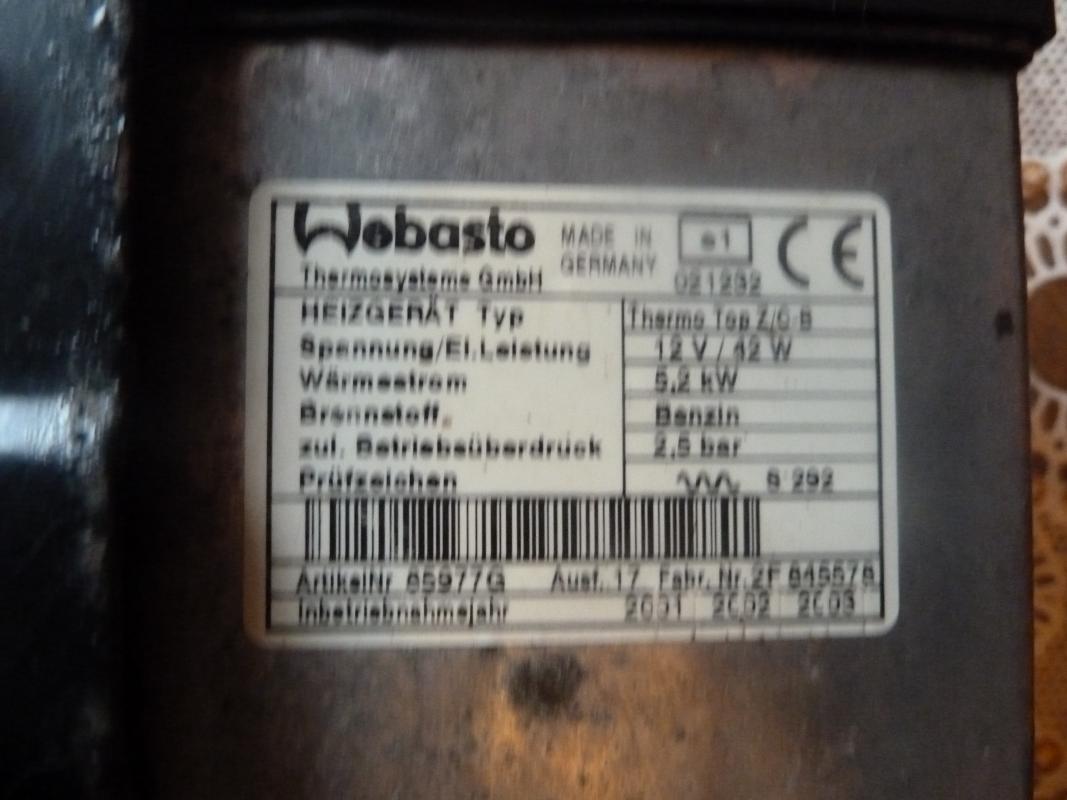 Webasto
Thermosysteme GmbH
MADE IN
GERMANY
e1
021232
CE
HEIZGERÄT Typ Thermo Top Z/C-B
Spannung/El.Leistung 12 V / 42 W
Wärmestrom 5,2 kW
Brennstoff Benzin
zul. Betriebsüberdruck 2,5 bar
Prüfzeichen S 292
ArtikelNr 65977G Ausf. 17 Fabr. Nr. ZF
Inbetriebnahmejahr 2001 2002 2003